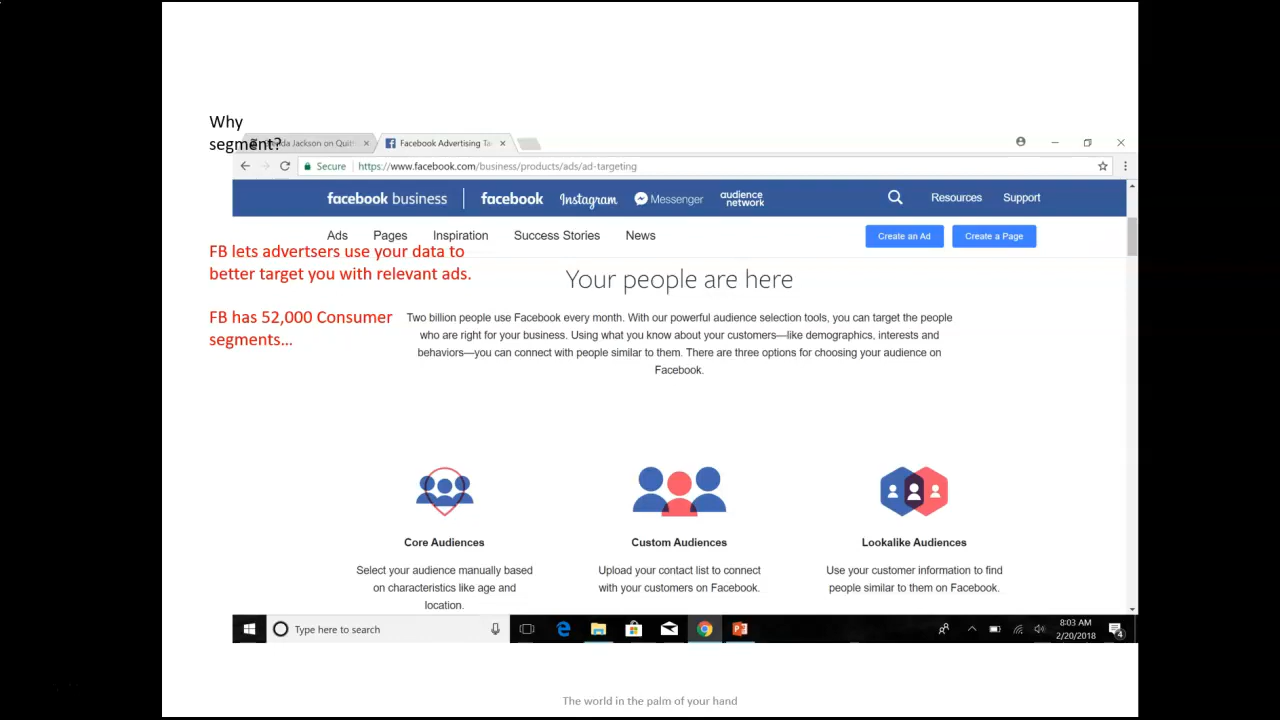 Why
segment?
nda Jackson on Quit
Facebook Advertising Ta
Secure
https://www.facebook.com/business/products/ads/ad-targeting
facebook business
facebook
Instagram
Messenger
audience
network
Resources
Support
Ads
Pages
Inspiration
Success Stories
News
Create an Ad
Create a Page
FB lets advertsers use your data to
better target you with relevant ads.
FB has 52,000 Consumer
segments...
Your people are here
Two billion people use Facebook every month. With our powerful audience selection tools, you can target the people
who are right for your business. Using what you know about your customers—like demographics, interests and
behaviors—you can connect with people similar to them. There are three options for choosing your audience on
Facebook.
Core Audiences
Select your audience manually based
on characteristics like age and
location.
Custom Audiences
Upload your contact list to connect
with your customers on Facebook.
Lookalike Audiences
Use your customer information to find
people similar to them on Facebook.
Type here to search
8:03 AM
2/20/2018
4
The world in the palm of your hand